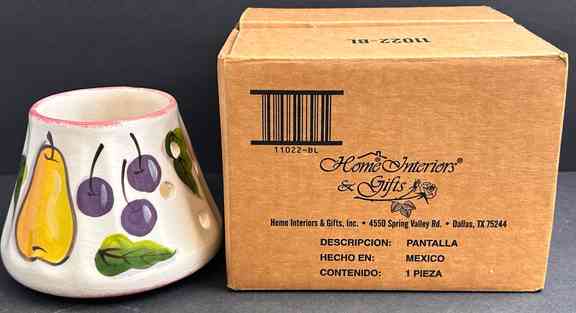 11022-BL
11022-BL
Home Interiors®
& Gifts
Home Interiors & Gifts, Inc. • 4550 Spring Valley Rd. • Dallas, TX 75244
DESCRIPCION: PANTALLA
HECHO EN: MEXICO
CONTENIDO: 1 PIEZA